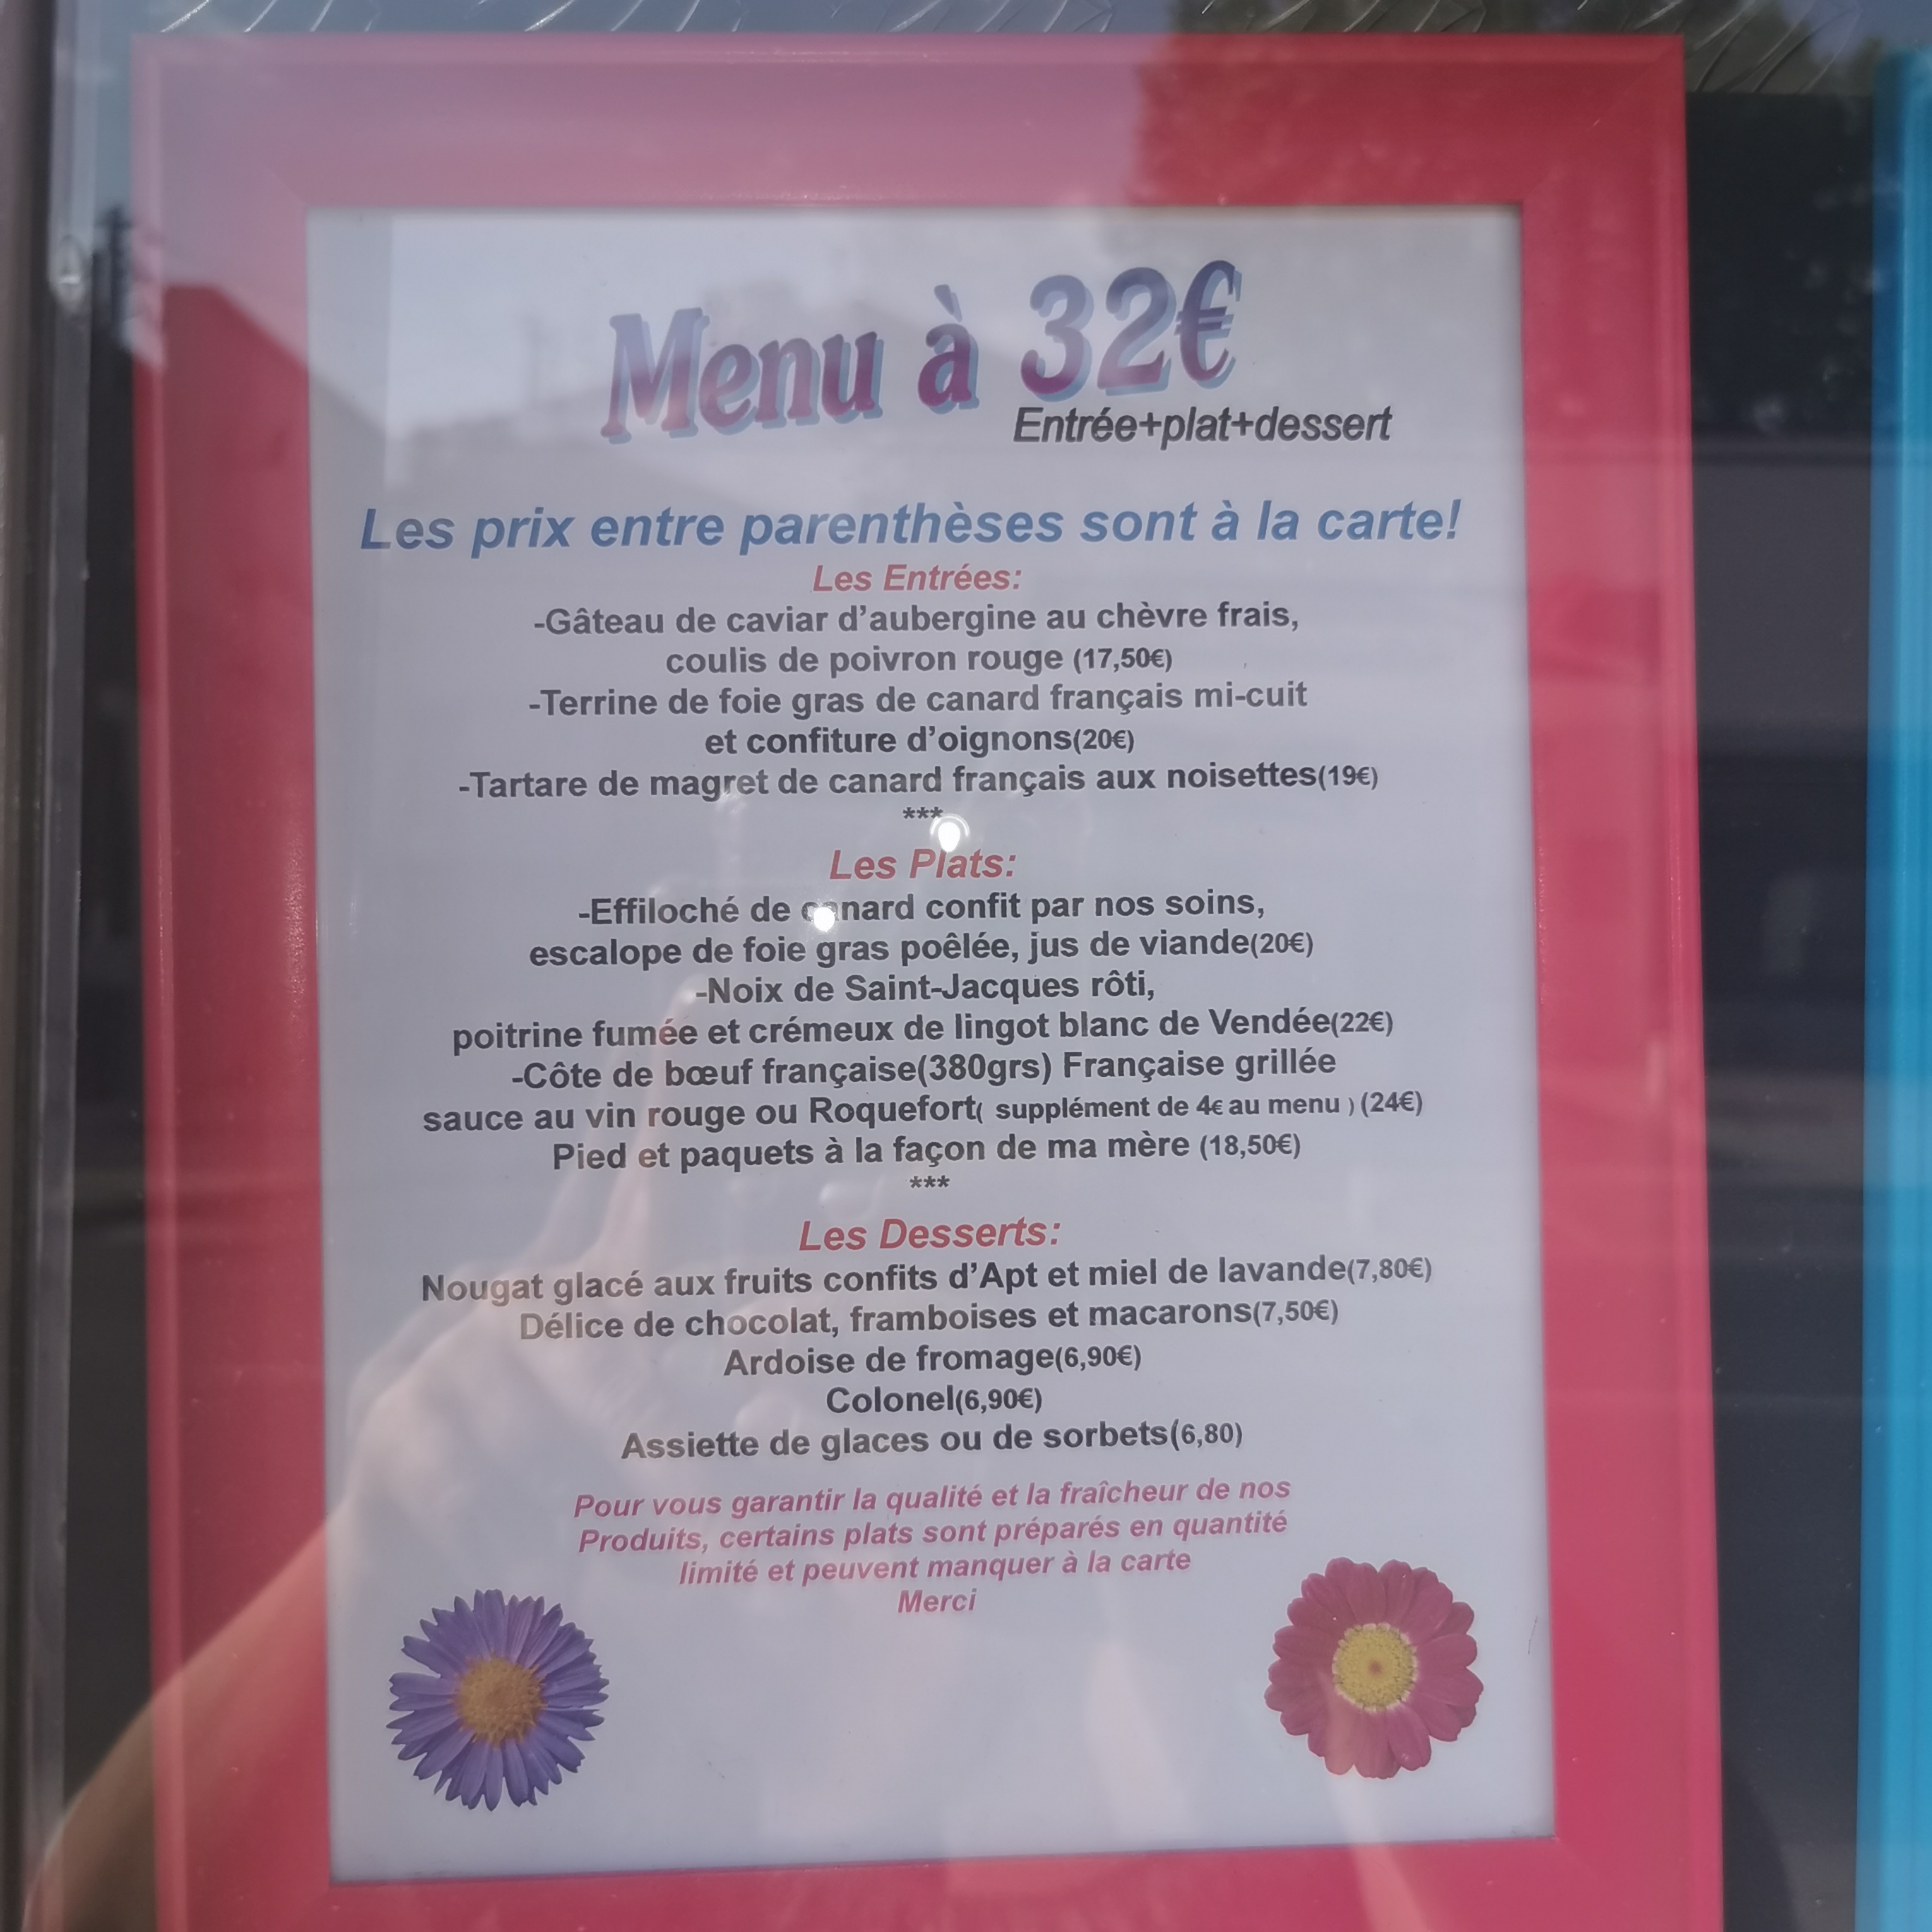 Menu à 32€
Entrée+plat+dessert
Les prix entre parenthèses sont à la carte!
Les Entrées:
-Gâteau de caviar d’aubergine au chèvre frais,
coulis de poivron rouge (17,50€)
-Terrine de foie gras de canard français mi-cuit
et confiture d’oignons(20€)
-Tartare de magret de canard français aux noisettes(19€)
***
Les Plats:
-Effiloché de canard confit par nos soins,
escalope de foie gras poêlée, jus de viande(20€)
-Noix de Saint-Jacques rôti,
poitrine fumée et crémeux de lingot blanc de Vendée(22€)
-Côte de bœuf française(380grs) Française grillée
sauce au vin rouge ou Roquefort( supplément de 4€ au menu ) (24€)
Pied et paquets à la façon de ma mère (18,50€)
***
Les Desserts:
Nougat glacé aux fruits confits d’Apt et miel de lavande(7,80€)
Délice de chocolat, framboises et macarons(7,50€)
Ardoise de fromage(6,90€)
Colonel(6,90€)
Assiette de glaces ou de sorbets(6,80)
Pour vous garantir la qualité et la fraîcheur de nos
Produits, certains plats sont préparés en quantité
limité et peuvent manquer à la carte
Merci